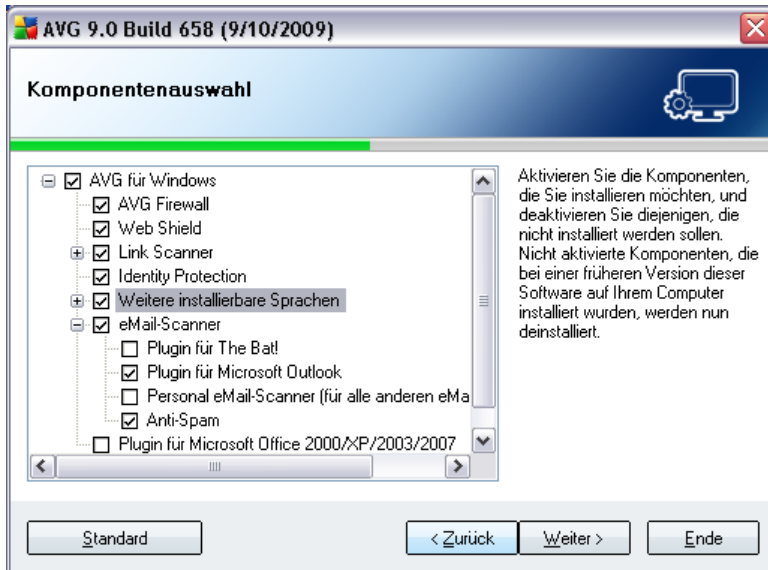 AVG 9.0 Build 658 (9/10/2009)
Komponentenauswahl
AVG für Windows
AVG Firewall
Web Shield
Link Scanner
Identity Protection
Weitere installierbare Sprachen
eMail-Scanner
Plugin für The Bat!
Plugin für Microsoft Outlook
Personal eMail-Scanner (für alle anderen eMa
Anti-Spam
Plugin für Microsoft Office 2000/XP/2003/2007
Aktivieren Sie die Komponenten,
die Sie installieren möchten, und
deaktivieren Sie diejenigen, die
nicht installiert werden sollen.
Nicht aktivierte Komponenten, die
bei einer früheren Version dieser
Software auf Ihrem Computer
installiert wurden, werden nun
deinstalliert.
Standard
< Zurück
Weiter >
Ende